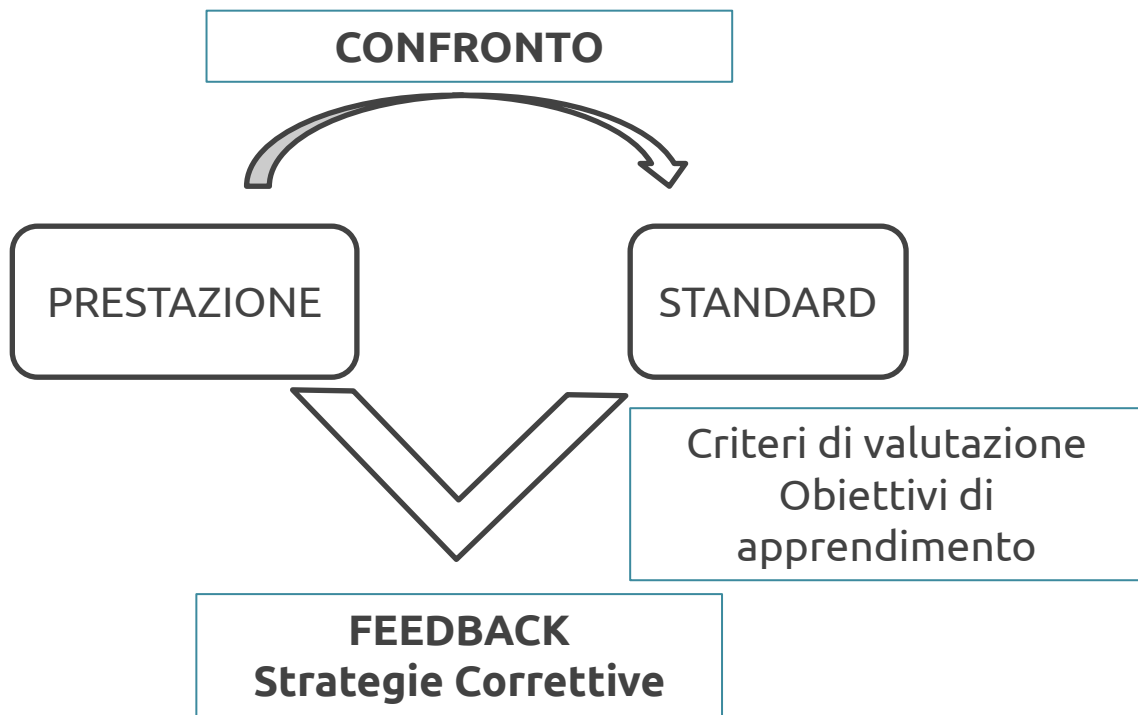 CONFRONTO
PRESTAZIONE
STANDARD
Criteri di valutazione
Obiettivi di
apprendimento
FEEDBACK
Strategie Correttive